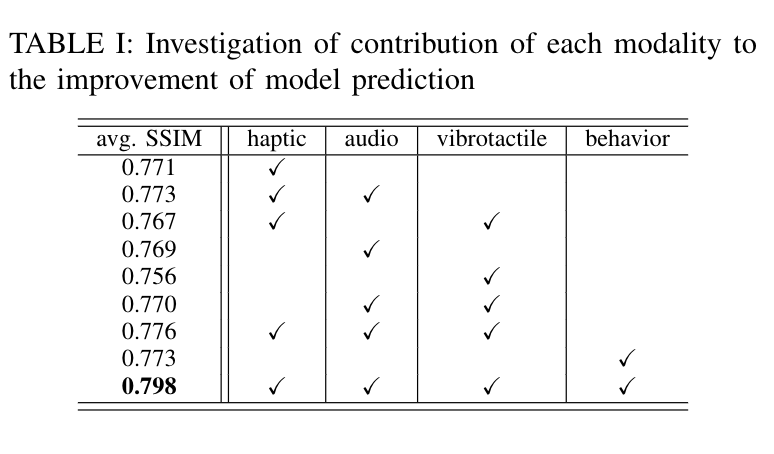 TABLE I: Investigation of contribution of each modality to
the improvement of model prediction
avg. SSIM haptic audio vibrotactile behavior
0.771 ✓
0.773 ✓ ✓
0.767 ✓ ✓
0.769 ✓
0.756 ✓
0.770 ✓ ✓
0.776 ✓ ✓ ✓
0.773 ✓
0.798 ✓ ✓ ✓ ✓